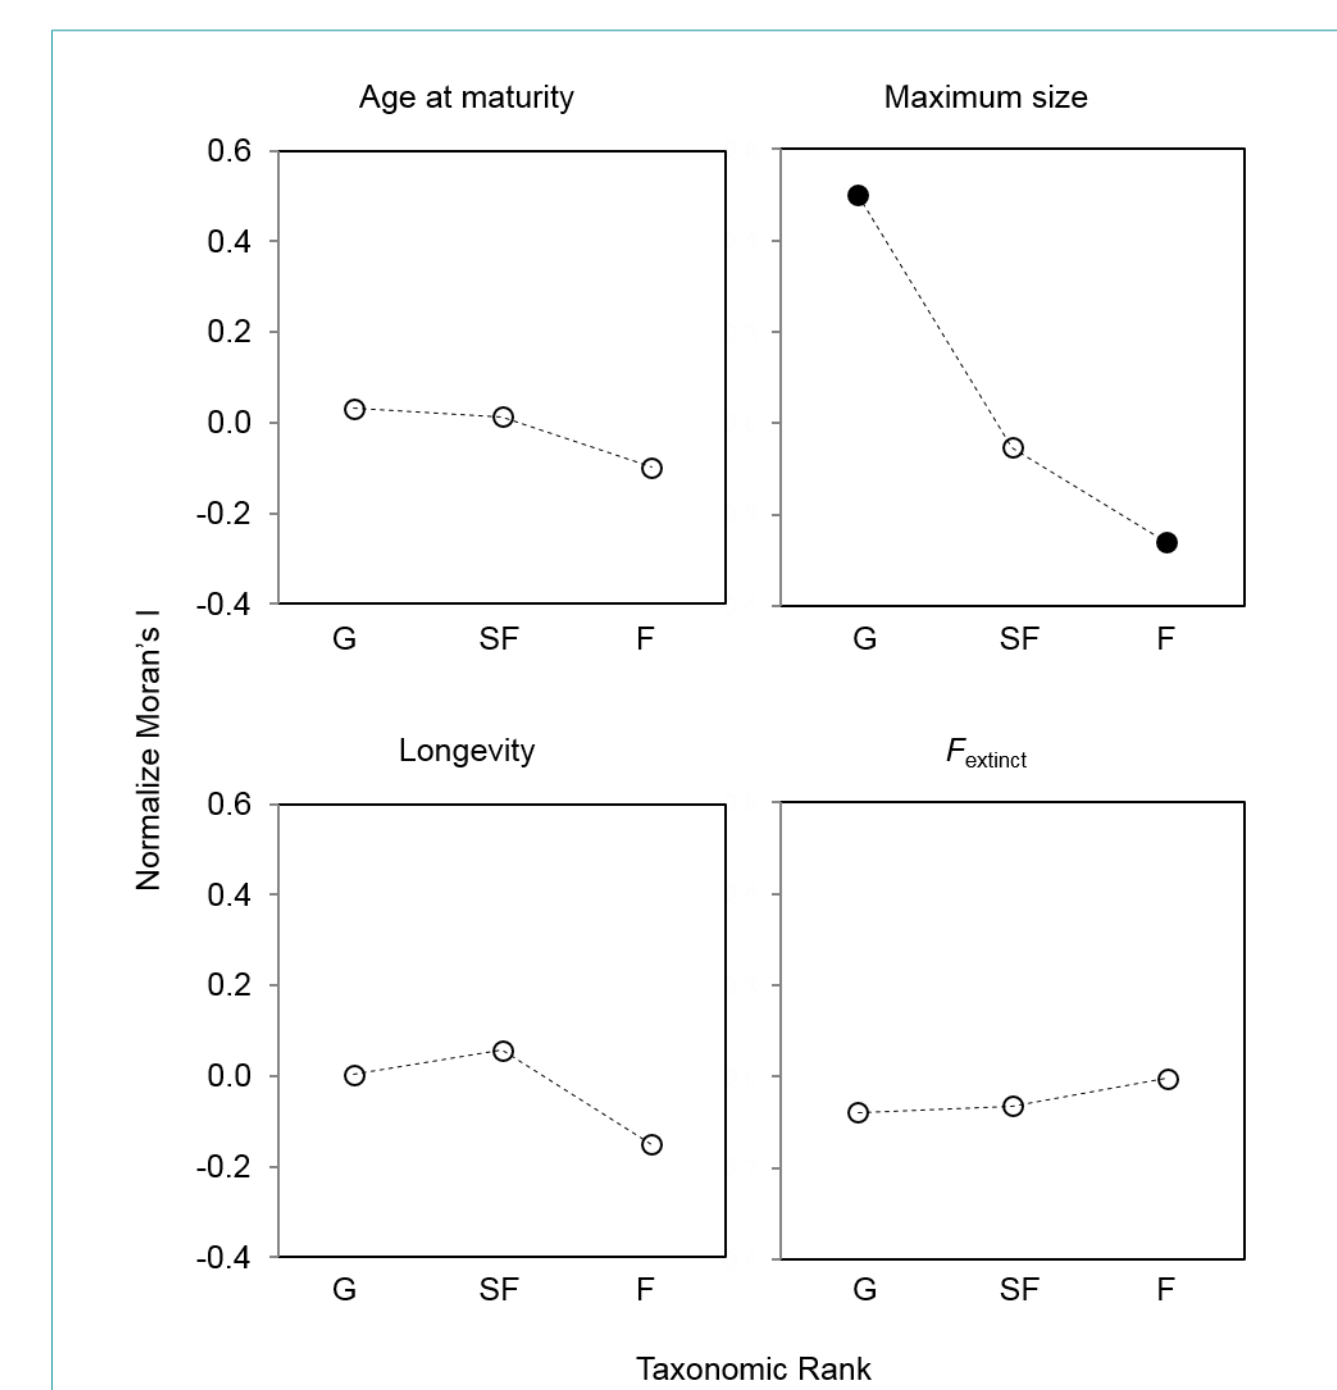 Age at maturity
Maximum size
0.6
0.4
0.2
0.0
-0.2
-0.4
G SF F
G SF F
Normalize Moran's I
Longevity
Fextinct
0.6
0.4
0.2
0.0
-0.2
-0.4
G SF F
G SF F
Taxonomic Rank